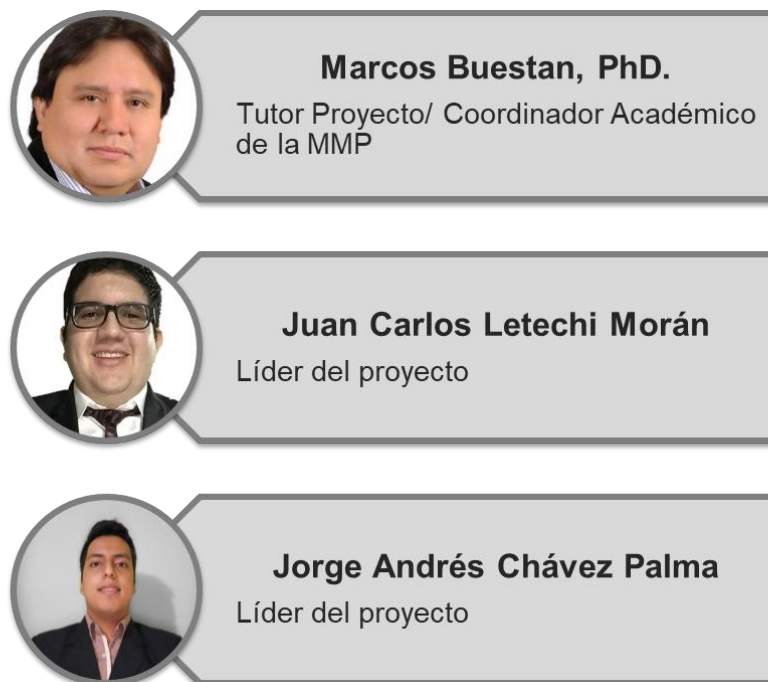 Marcos Buestan, PhD.
Tutor Proyecto/ Coordinador Académico
de la MMP
Juan Carlos Letechi Morán
Líder del proyecto
Jorge Andrés Chávez Palma
Líder del proyecto